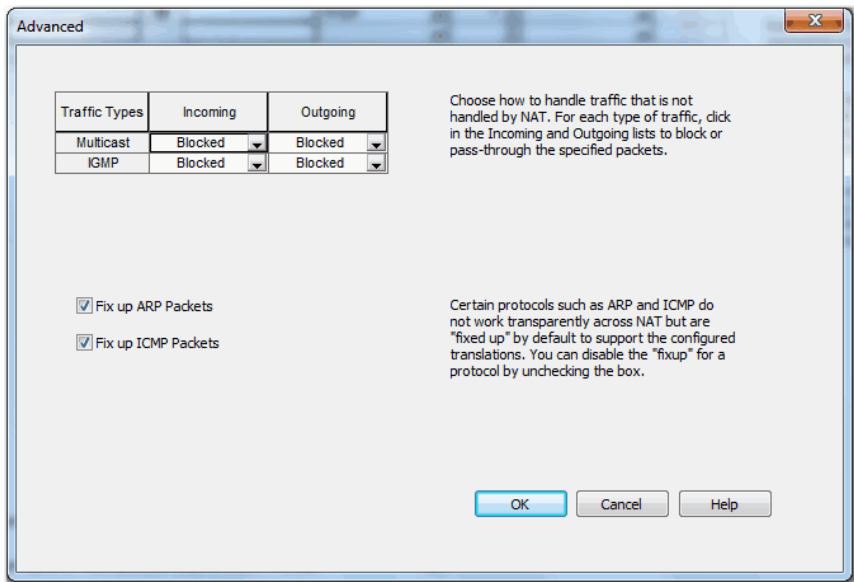 Advanced
Traffic Types Incoming Outgoing
Multicast Blocked Blocked
IGMP Blocked Blocked
Choose how to handle traffic that is not
handled by NAT. For each type of traffic, click
in the Incoming and Outgoing lists to block or
pass-through the specified packets.
Fix up ARP Packets
Fix up ICMP Packets
Certain protocols such as ARP and ICMP do
not work transparently across NAT but are
"fixed up" by default to support the configured
translations. You can disable the "fixup" for a
protocol by unchecking the box.
OK Cancel Help